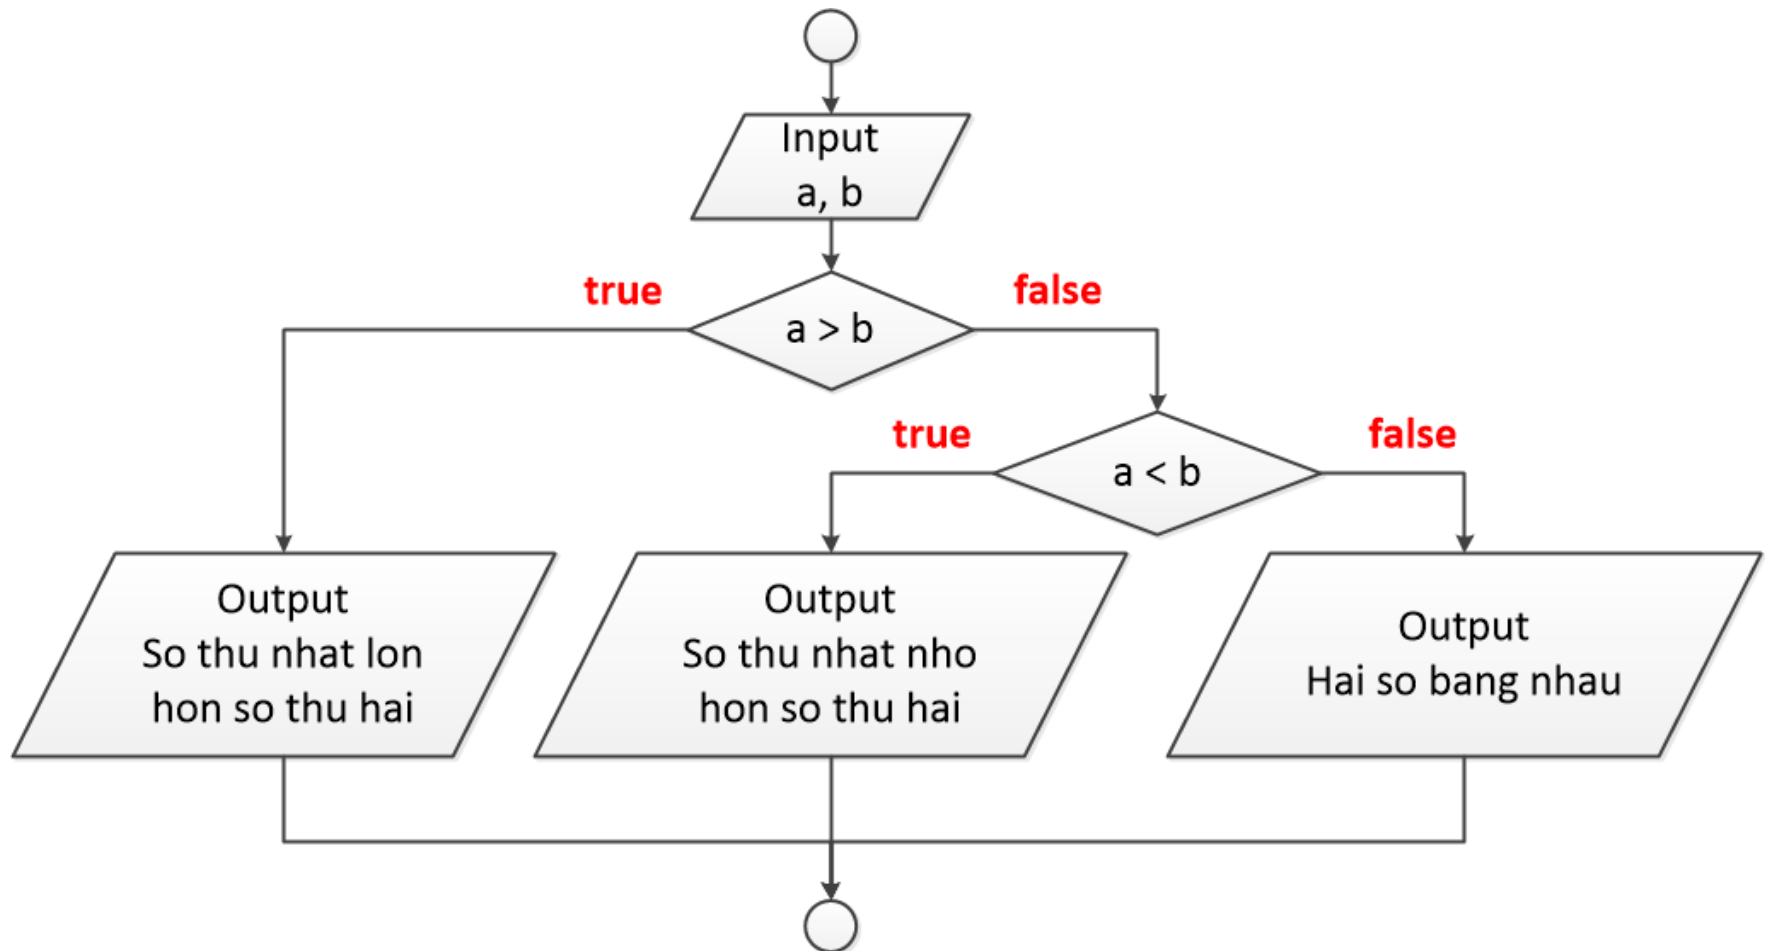 Input
a, b
true
false
a > b
true
false
a < b
Output
So thu nhat lon
hon so thu hai
Output
So thu nhat nho
hon so thu hai
Output
Hai so bang nhau